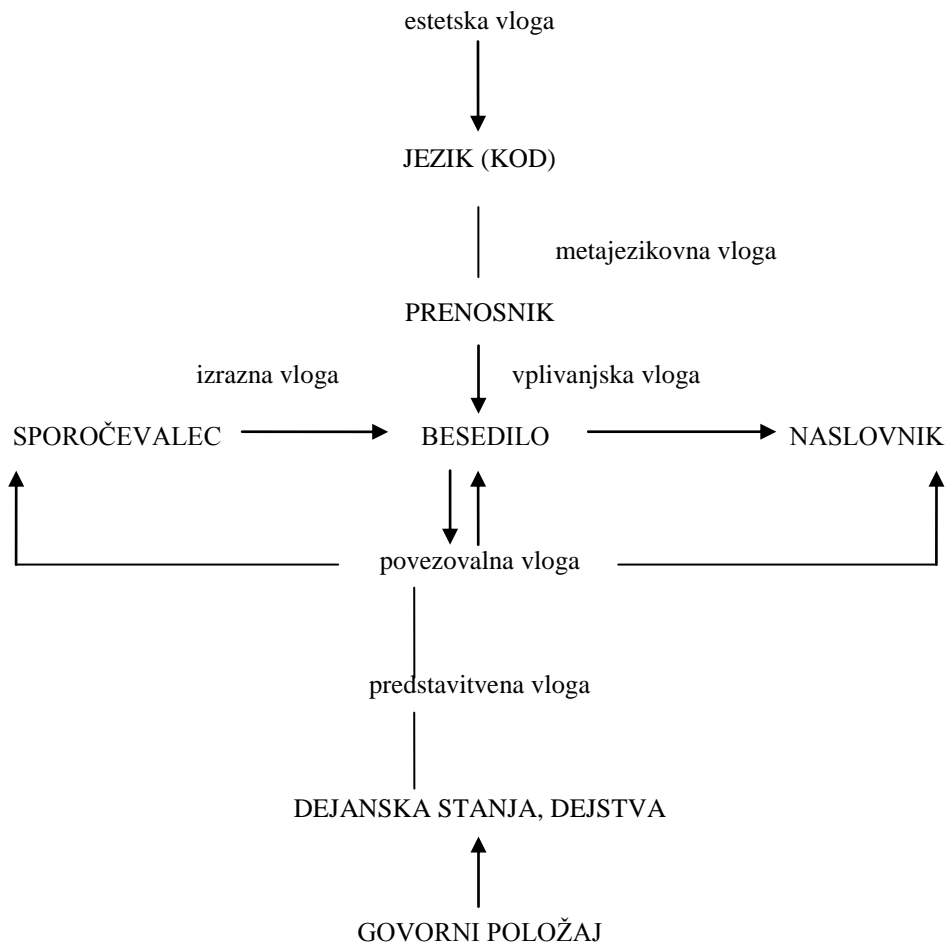 estetska vloga
JEZIK (KOD)
metajezikovna vloga
PRENOSNIK
izrazna vloga vplivanjska vloga
SPOROČEVALEC BESEDILO NASLOVNIK
povezovalna vloga
predstavitvena vloga
DEJANSKA STANJA, DEJSTVA
GOVORNI POLOŽAJ